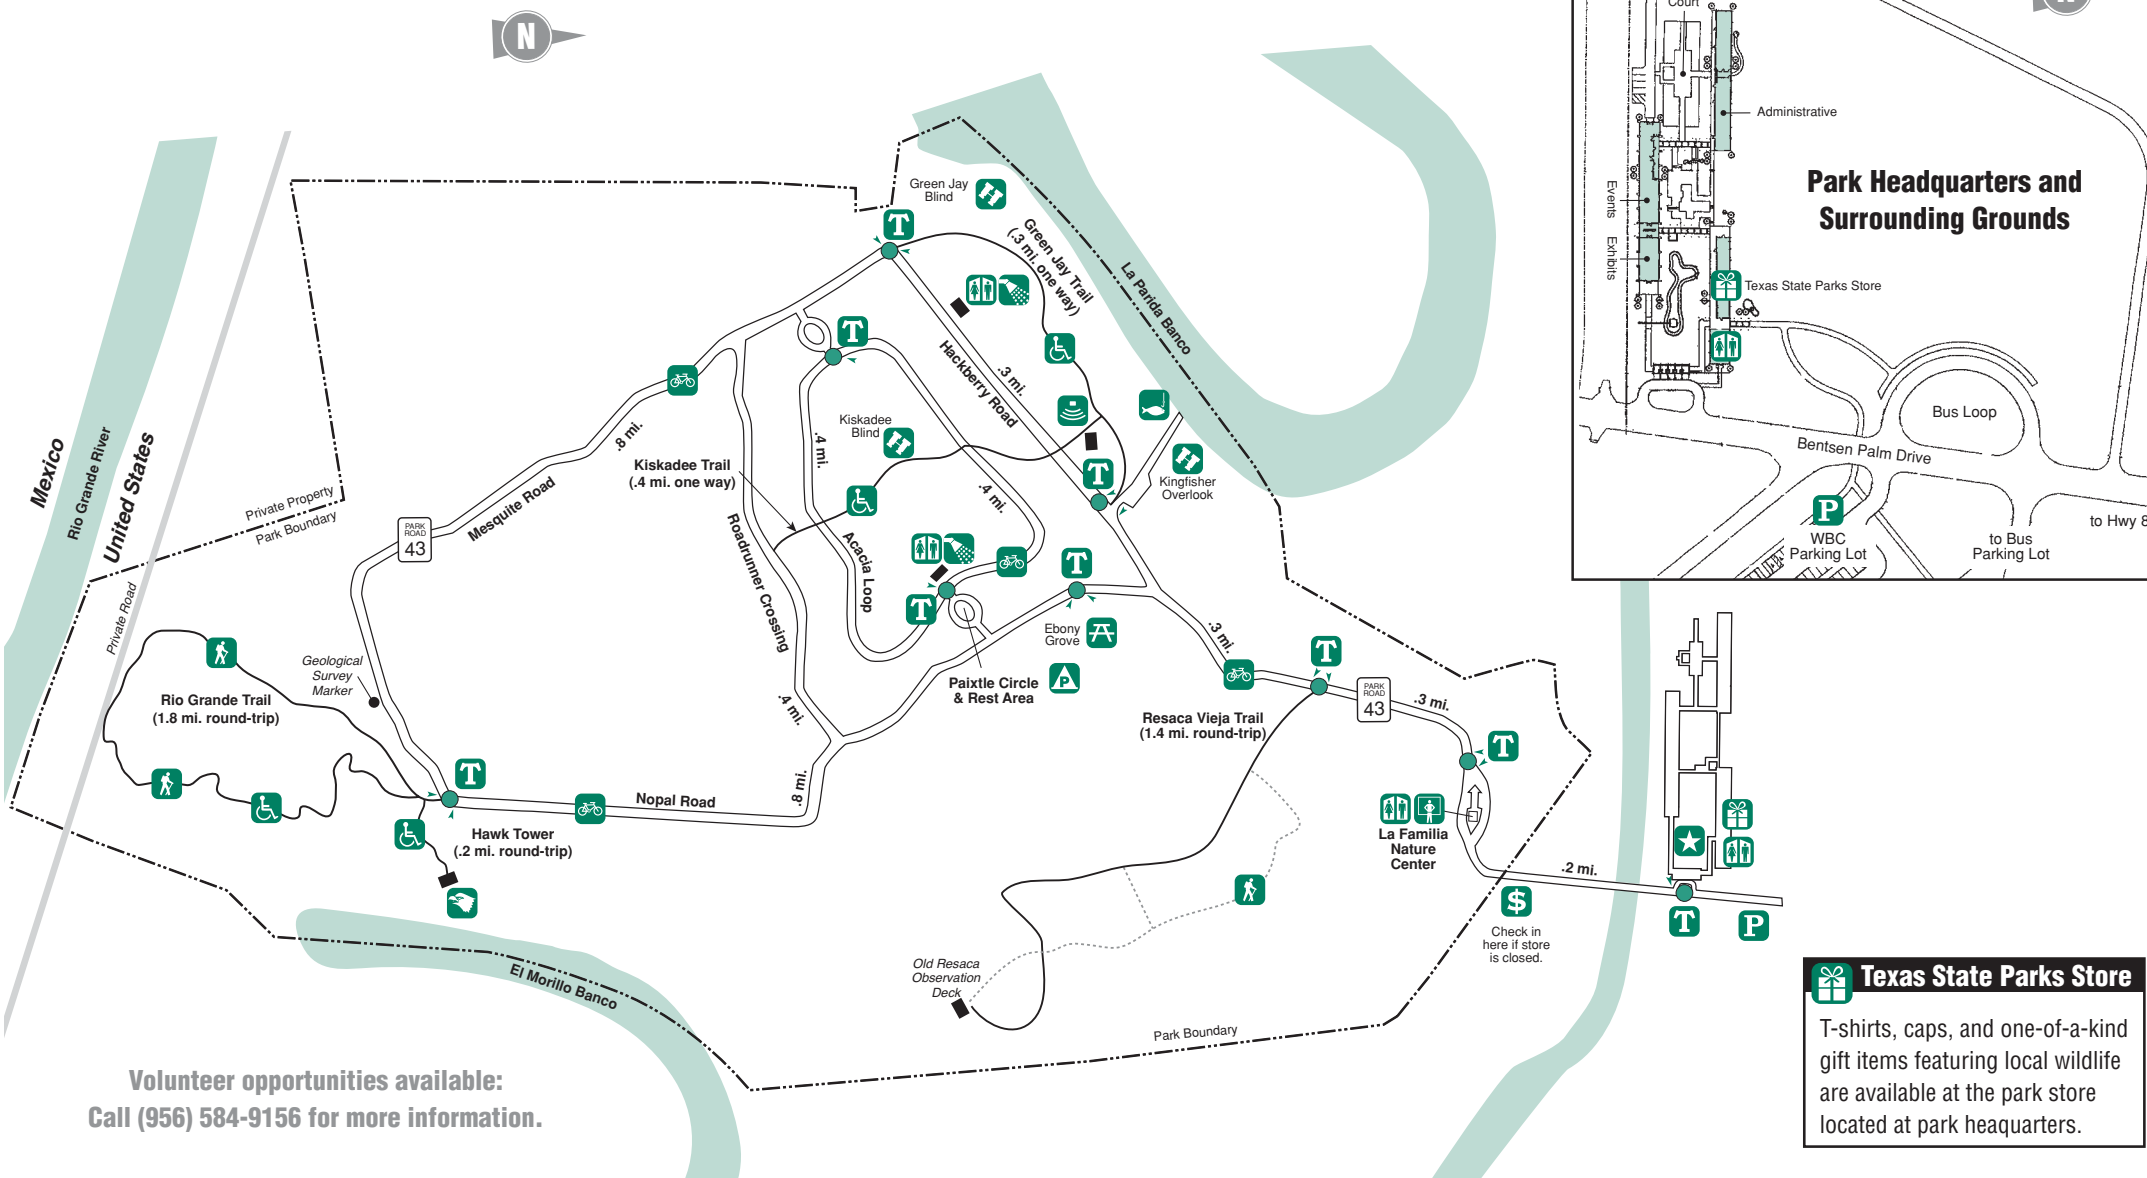 N
Court
Administrative
Events
Exhibits
Park Headquarters and
Surrounding Grounds
Texas State Parks Store
Bus Loop
Bentsen Palm Drive
P
WBC
Parking Lot
to Bus
Parking Lot
to Hwy 8
Green Jay
Blind
T
Green Jay Trail
(.3 mi. one way)
La Parida Banco
Hackberry Road
.3 mi.
T
Kiskadee
Blind
.4 mi.
.8 mi.
Mexico
Rio Grande River
United States
Private Property
Park Boundary
Private Road
PARK
ROAD
43
Mesquite Road
Kiskadee Trail
(.4 mi. one way)
Roadrunner Crossing
Acacia Loop
.4 mi.
T
Kingfisher
Overlook
T
T
Ebony
Grove
P
Paixtle Circle
& Rest Area
.3 mi.
T
PARK
ROAD
43
.3 mi.
T
Geological
Survey
Marker
Rio Grande Trail
(1.8 mi. round-trip)
.4 mi.
.8 mi.
T
Nopal Road
Hawk Tower
(.2 mi. round-trip)
Resaca Vieja Trail
(1.4 mi. round-trip)
La Familia
Nature
Center
.2 mi.
$
Check in
here if store
is closed.
T
P
Old Resaca
Observation
Deck
El Morillo Banco
Park Boundary
Volunteer opportunities available:
Call (956) 584-9156 for more information.
Texas State Parks Store
T-shirts, caps, and one-of-a-kind
gift items featuring local wildlife
are available at the park store
located at park heaquarters.